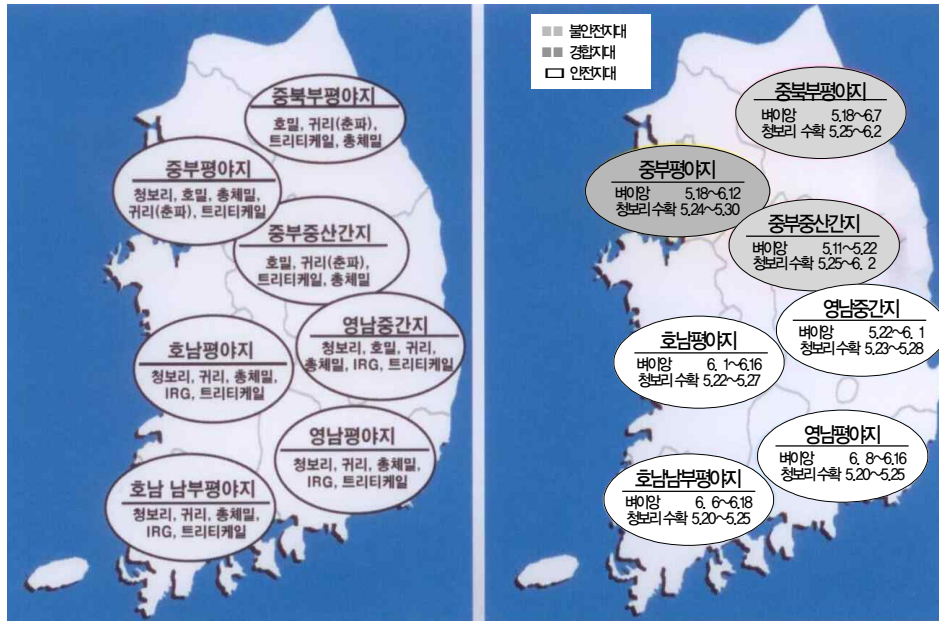 중북부평야지
호밀, 귀리(춘파),
트리티케일, 총체밀
중부평야지
청보리, 호밀, 총체밀,
귀리(춘파), 트리티케일
중부중산간지
호밀, 귀리(춘파),
트리티케일, 총체밀
영남중간지
청보리, 호밀, 귀리,
총체밀, IRG, 트리티케일
호남평야지
청보리, 귀리, 총체밀,
IRG, 트리티케일
영남평야지
청보리, 귀리, 총체밀,
IRG, 트리티케일
호남 남부평야지
청보리, 귀리, 총체밀,
IRG, 트리티케일
불안전지대
경합지대
안전지대
중북부평야지
벼이앙 5.18~6.7
청보리 수확 5.25~6.2
중부평야지
벼이앙 5.18~6.12
청보리 수확 5.24~5.30
중부중산간지
벼이앙 5.11~5.22
청보리 수확 5.25~6. 2
영남중간지
벼이앙 5.22~6. 1
청보리 수확 5.23~5.28
호남평야지
벼이앙 6. 1~6.16
청보리 수확 5.22~5.27
영남평야지
벼이앙 6. 8~6.16
청보리 수확 5.20~5.25
호남남부평야지
벼이앙 6. 6~6.18
청보리 수확 5.20~5.25